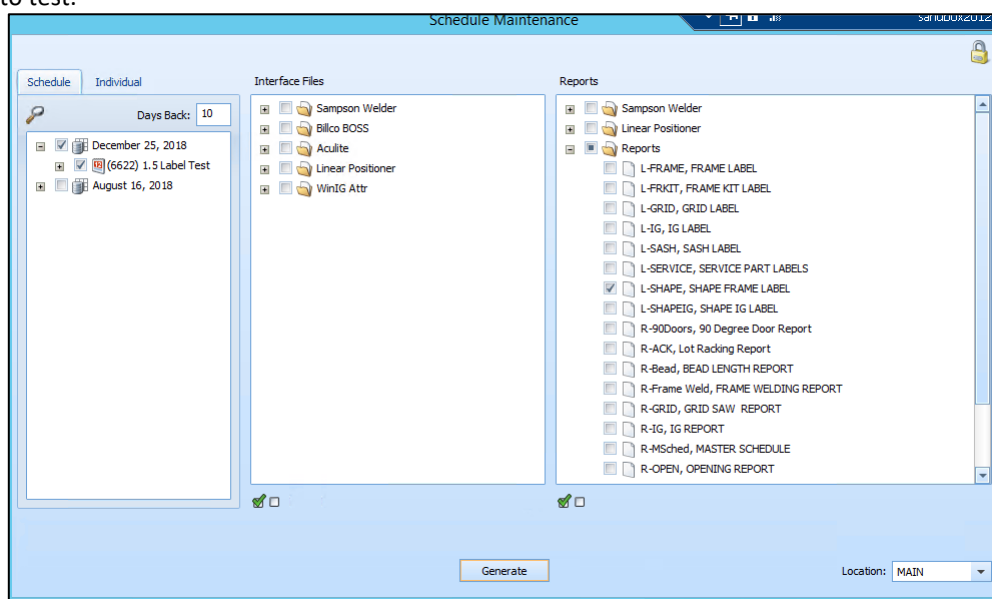 to test.
Schedule Maintenance
sandbox2012
Schedule Individual
Days Back: 10
December 25, 2018
(6622) 1.5 Label Test
August 16, 2018
Interface Files
Sampson Welder
Billco BOSS
Aculite
Linear Positioner
WinIG Attr
Reports
Sampson Welder
Linear Positioner
Reports
L-FRAME, FRAME LABEL
L-FRKIT, FRAME KIT LABEL
L-GRID, GRID LABEL
L-IG, IG LABEL
L-SASH, SASH LABEL
L-SERVICE, SERVICE PART LABELS
L-SHAPE, SHAPE FRAME LABEL
L-SHAPEIG, SHAPE IG LABEL
R-90Doors, 90 Degree Door Report
R-ACK, Lot Racking Report
R-Bead, BEAD LENGTH REPORT
R-Frame Weld, FRAME WELDING REPORT
R-GRID, GRID SAW REPORT
R-IG, IG REPORT
R-MSched, MASTER SCHEDULE
R-OPEN, OPENING REPORT
Generate
Location: MAIN